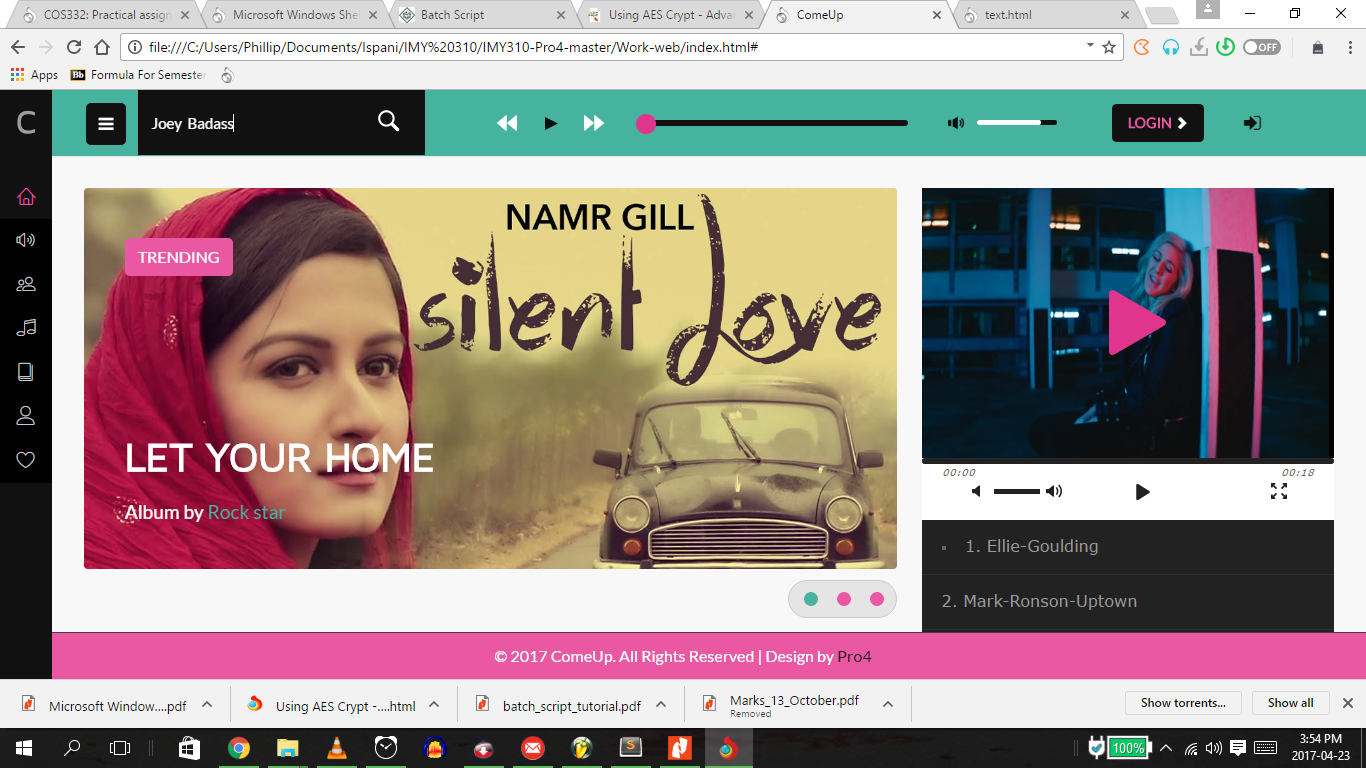 COS332: Practical assign
Microsoft Windows She
Batch Script
Using AES Crypt - Advan
ComeUp
text.html
file:///C:/Users/Phillip/Documents/Ispani/IMY%20310/IMY310-Pro4-master/Work-web/index.html#
OFF
Apps
Bb Formula For Semester
C
Joey Badass
LOGIN
NAMR GILL
silent Love
TRENDING
LET YOUR HOME
Album by Rock star
00:00
00:18
1. Ellie-Goulding
2. Mark-Ronson-Uptown
© 2017 ComeUp. All Rights Reserved | Design by Pro4
Microsoft Window....pdf
Using AES Crypt -....html
batch_script_tutorial.pdf
Marks_13_October.pdf
Removed
Show torrents...
Show all
S
100%
3:54 PM
2017-04-23